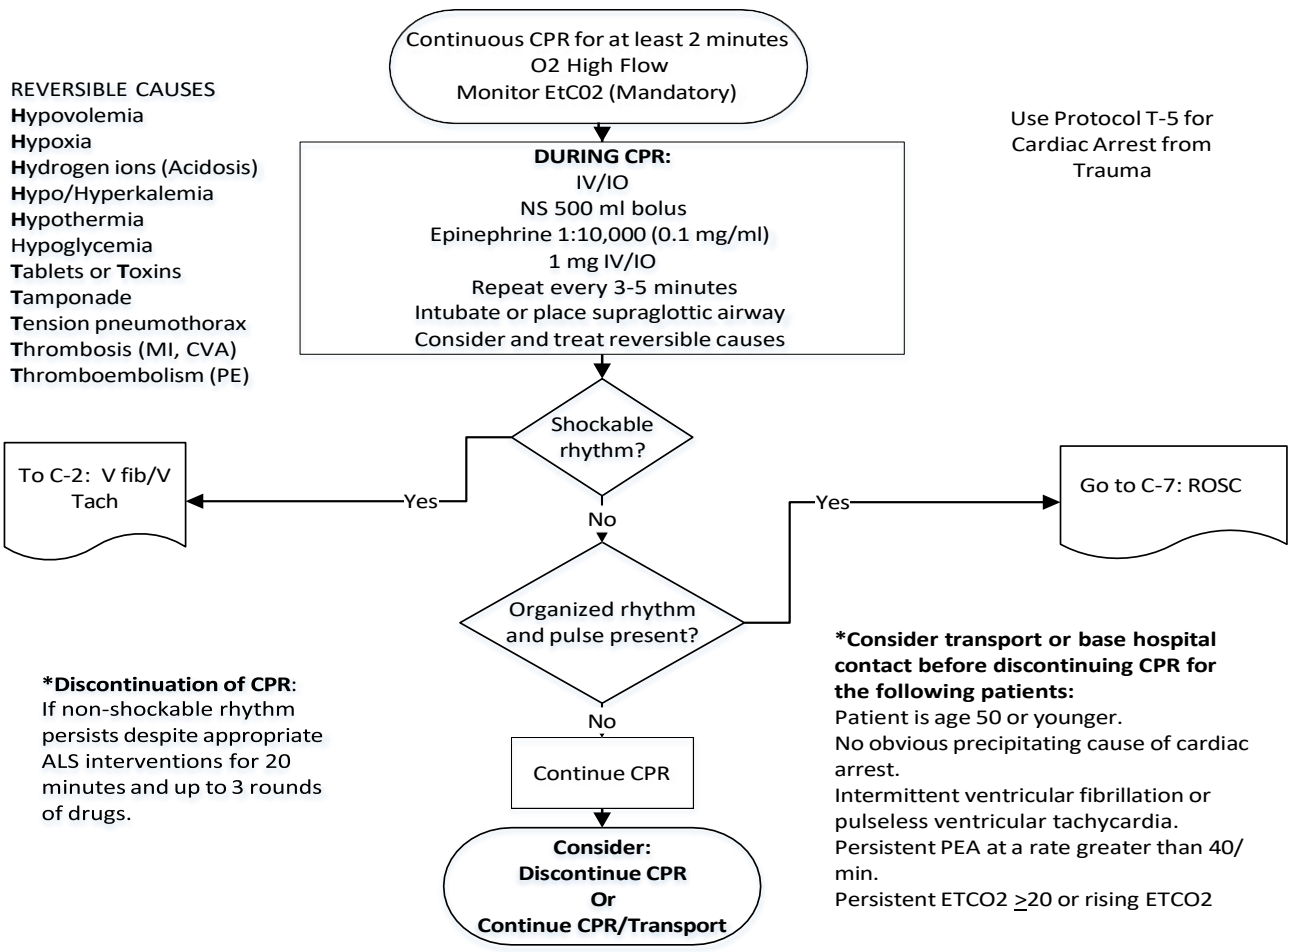 Continuous CPR for at least 2 minutes
O2 High Flow
Monitor EtC02 (Mandatory)
REVERSIBLE CAUSES
Hypovolemia
Hypoxia
Hydrogen ions (Acidosis)
Hypo/Hyperkalemia
Hypothermia
Hypoglycemia
Tablets or Toxins
Tamponade
Tension pneumothorax
Thrombosis (MI, CVA)
Thromboembolism (PE)
Use Protocol T-5 for
Cardiac Arrest from
Trauma
DURING CPR:
IV/IO
NS 500 ml bolus
Epinephrine 1:10,000 (0.1 mg/ml)
1 mg IV/IO
Repeat every 3-5 minutes
Intubate or place supraglottic airway
Consider and treat reversible causes
Shockable
rhythm?
Yes
To C-2: V fib/V
Tach
No
Organized rhythm
and pulse present?
Yes
Go to C-7: ROSC
No
Continue CPR
Consider:
Discontinue CPR
Or
Continue CPR/Transport
*Discontinuation of CPR:
If non-shockable rhythm
persists despite appropriate
ALS interventions for 20
minutes and up to 3 rounds
of drugs.
*Consider transport or base hospital
contact before discontinuing CPR for
the following patients:
Patient is age 50 or younger.
No obvious precipitating cause of cardiac
arrest.
Intermittent ventricular fibrillation or
pulseless ventricular tachycardia.
Persistent PEA at a rate greater than 40/
min.
Persistent ETCO2 >20 or rising ETCO2